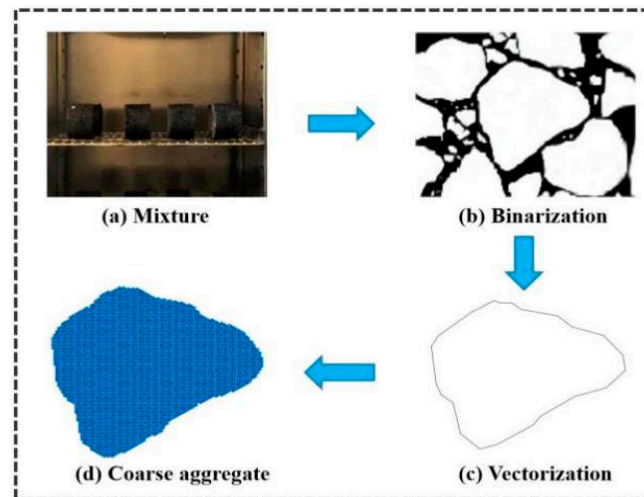 (a) Mixture
(b) Binarization
(d) Coarse aggregate
(c) Vectorization